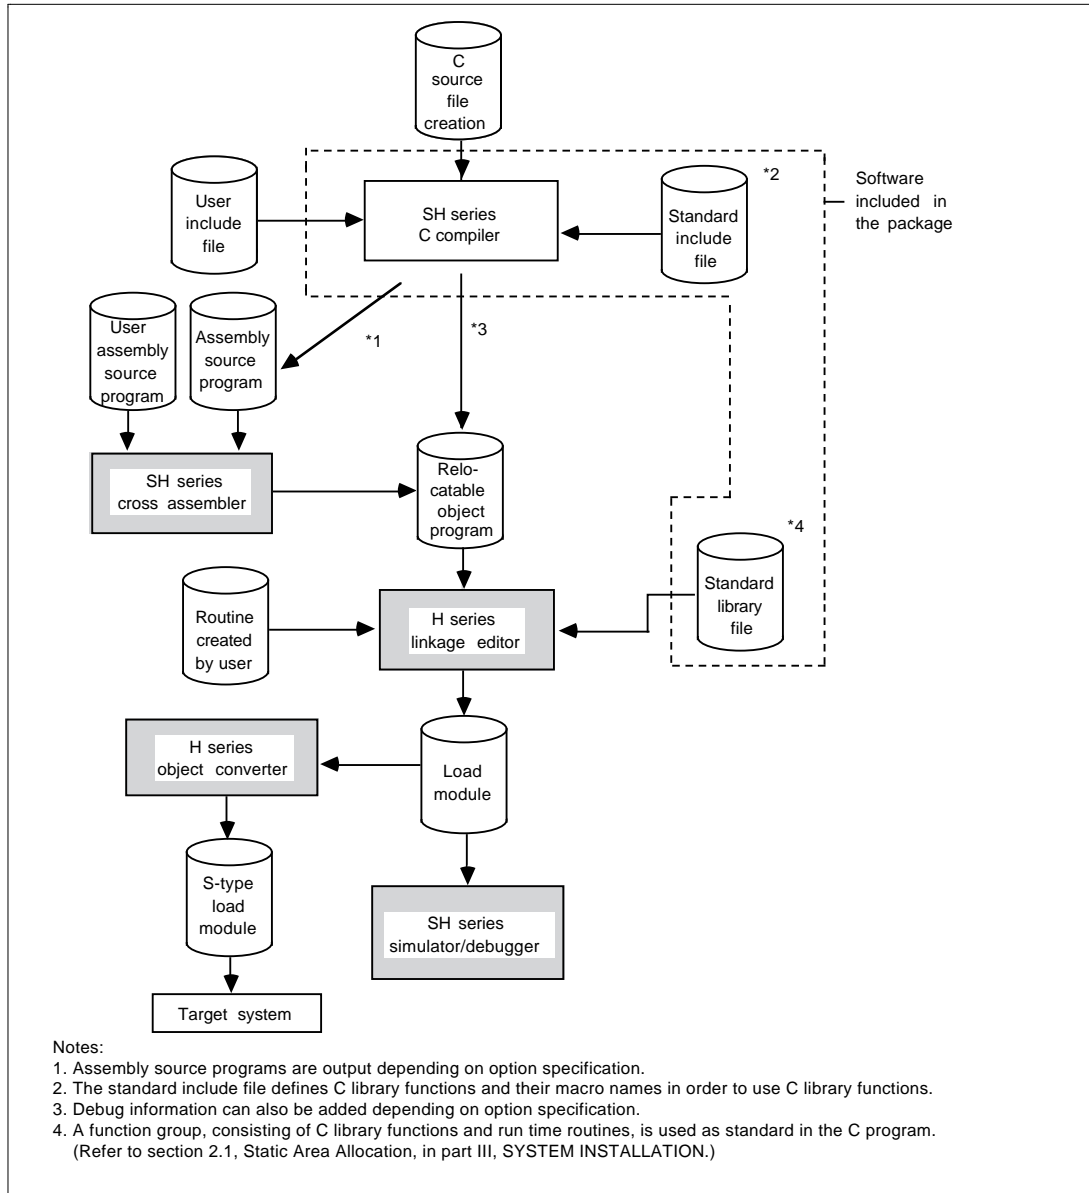 C
source
file
creation
*2
Software
included in
the package
User
include
file
SH series
C compiler
Standard
include
file
*1
*3
User
assembly
source
program
Assembly
source
program
SH series
cross assembler
Relo-
catable
object
program
*4
Standard
library
file
Routine
created
by user
H series
linkage editor
H series
object converter
Load
module
S-type
load
module
SH series
simulator/debugger
Target system
Notes:
1. Assembly source programs are output depending on option specification.
2. The standard include file defines C library functions and their macro names in order to use C library functions.
3. Debug information can also be added depending on option specification.
4. A function group, consisting of C library functions and run time routines, is used as standard in the C program.
(Refer to section 2.1, Static Area Allocation, in part III, SYSTEM INSTALLATION.)